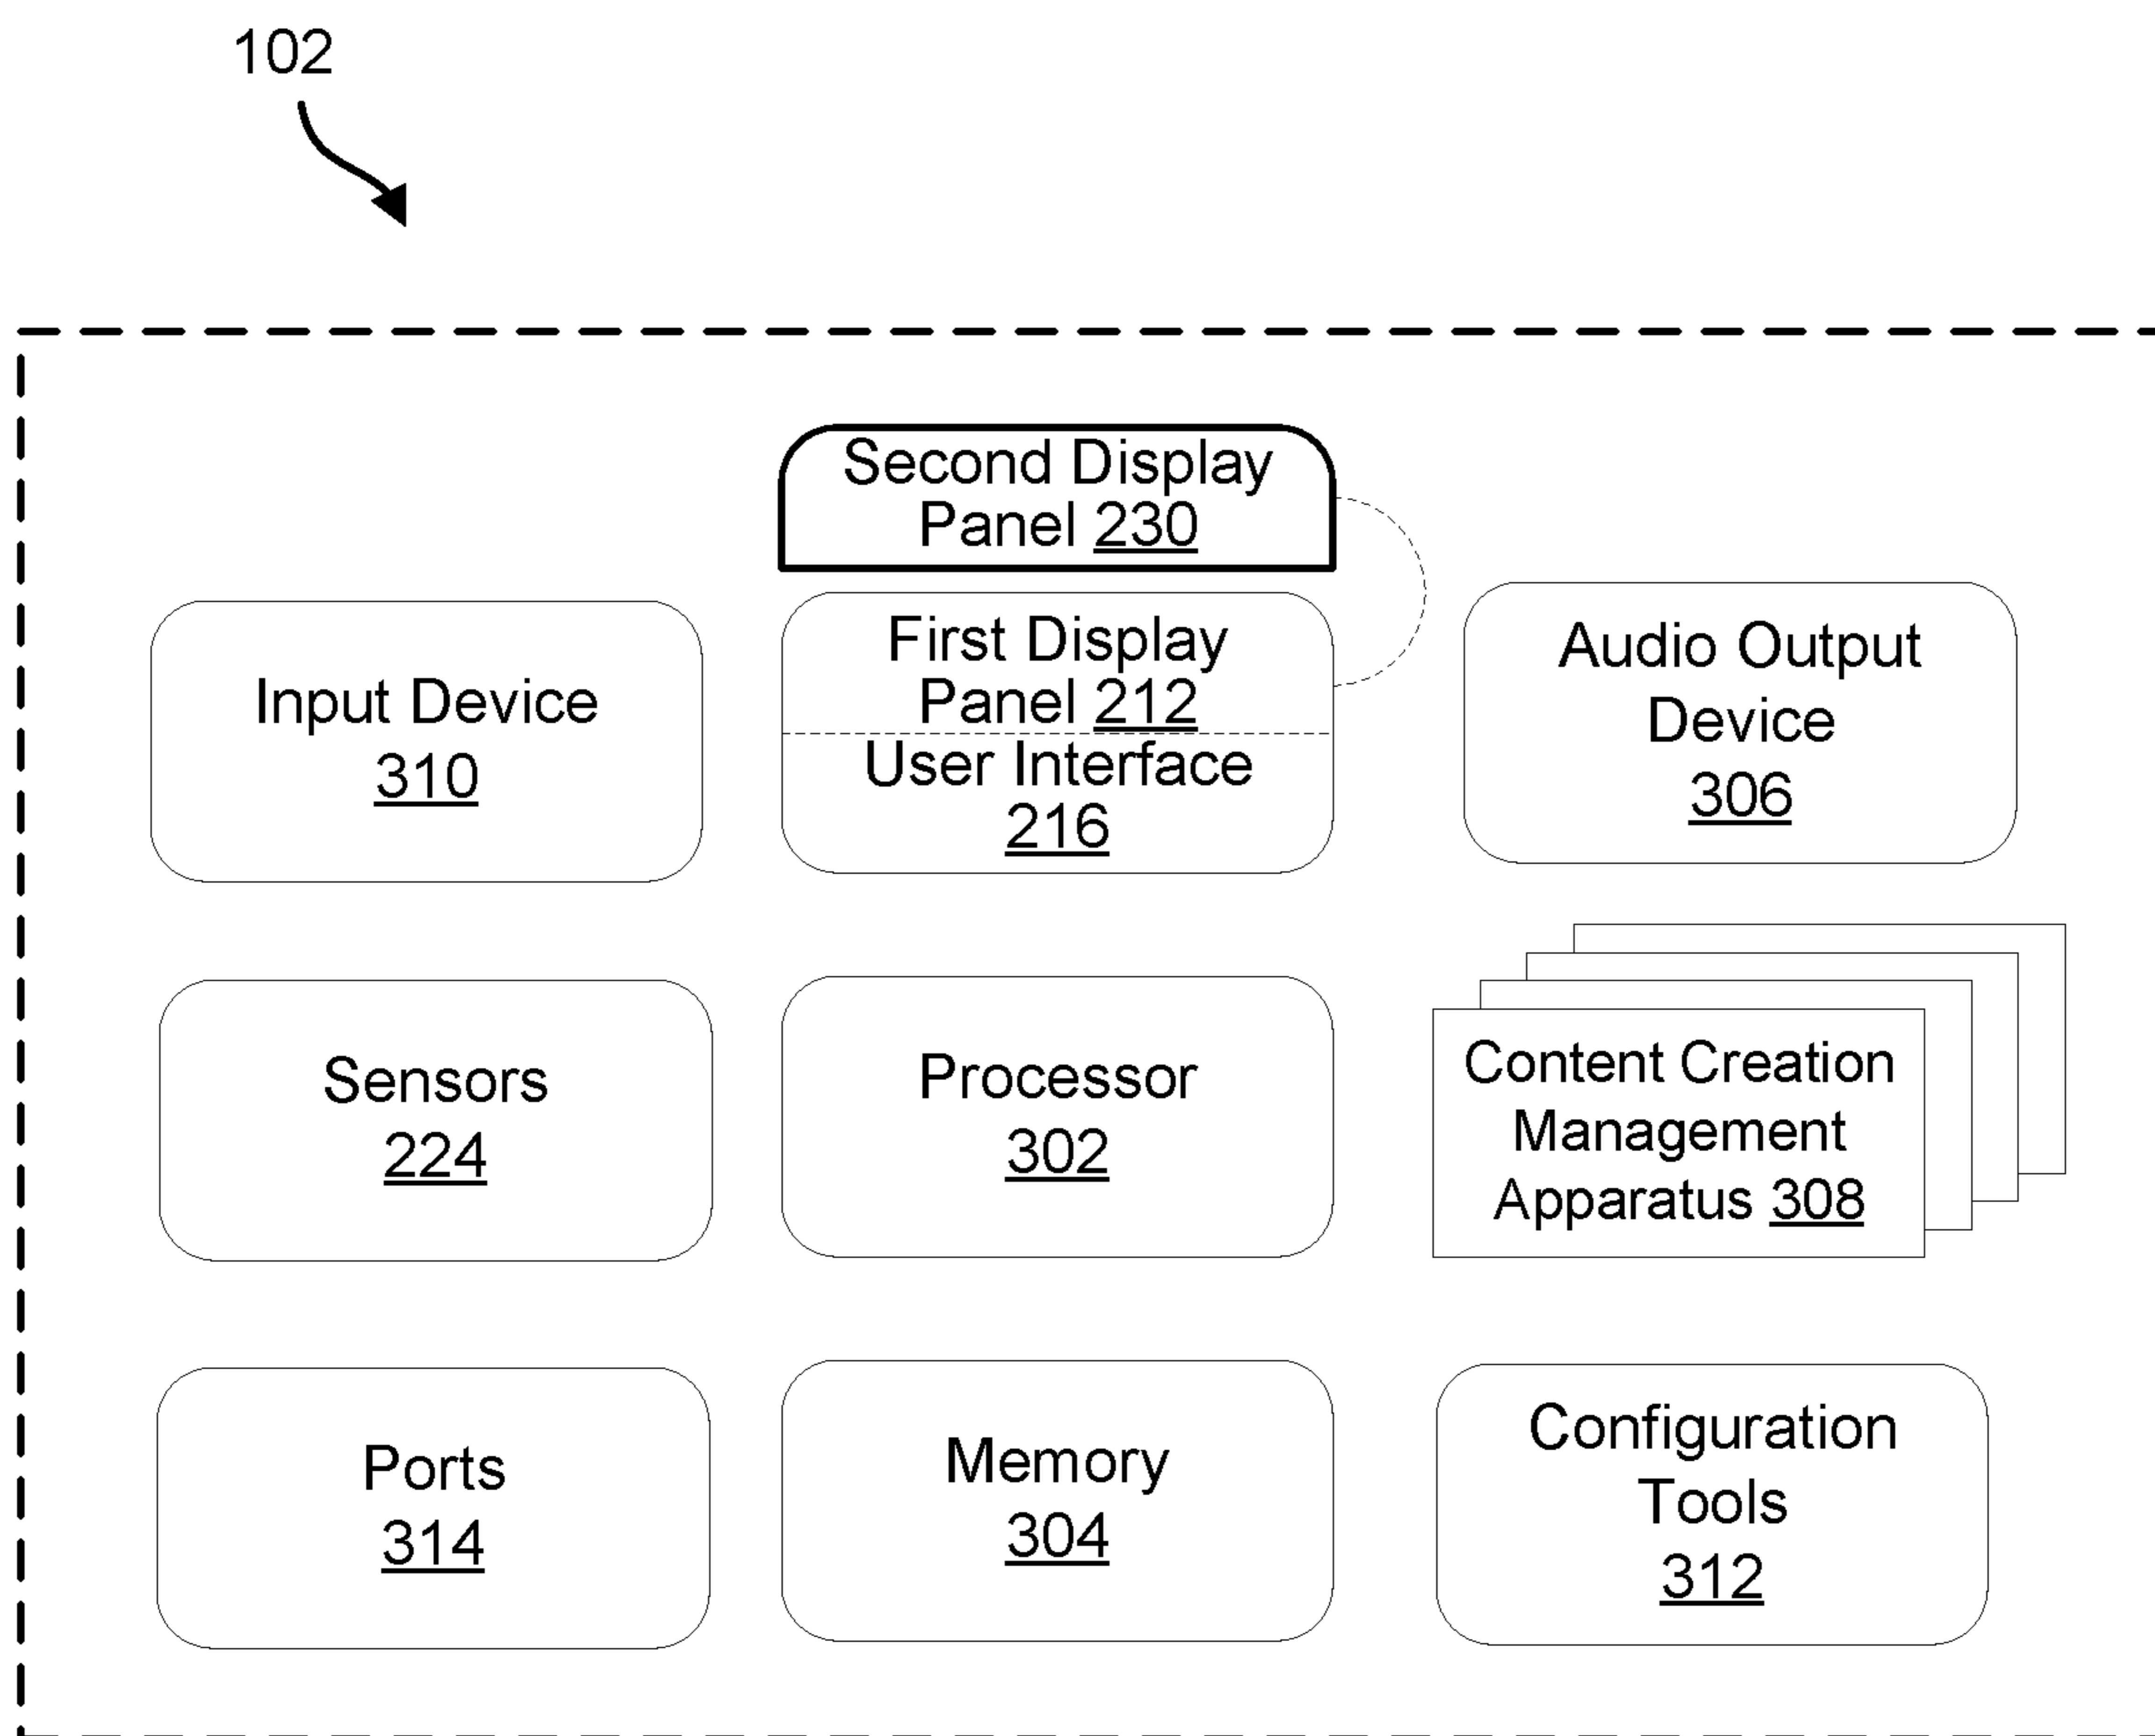 102
Second Display
Panel 230
First Display
Panel 212
User Interface
216
Input Device
310
Audio Output
Device
306
Sensors
224
Processor
302
Content Creation
Management
Apparatus 308
Ports
314
Memory
304
Configuration
Tools
312